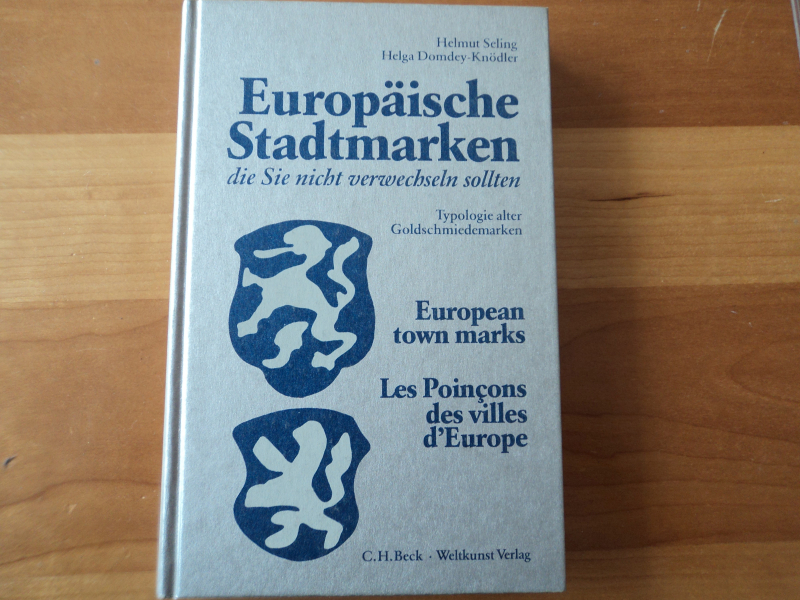 Helmut Seling
Helga Domdey-Knödler
Europäische
Stadtmarken
die Sie nicht verwechseln sollten
Typologie alter
Goldschmiedemarken
European
town marks
Les Poinçons
des villes
d'Europe
C.H.Beck · Weltkunst Verlag